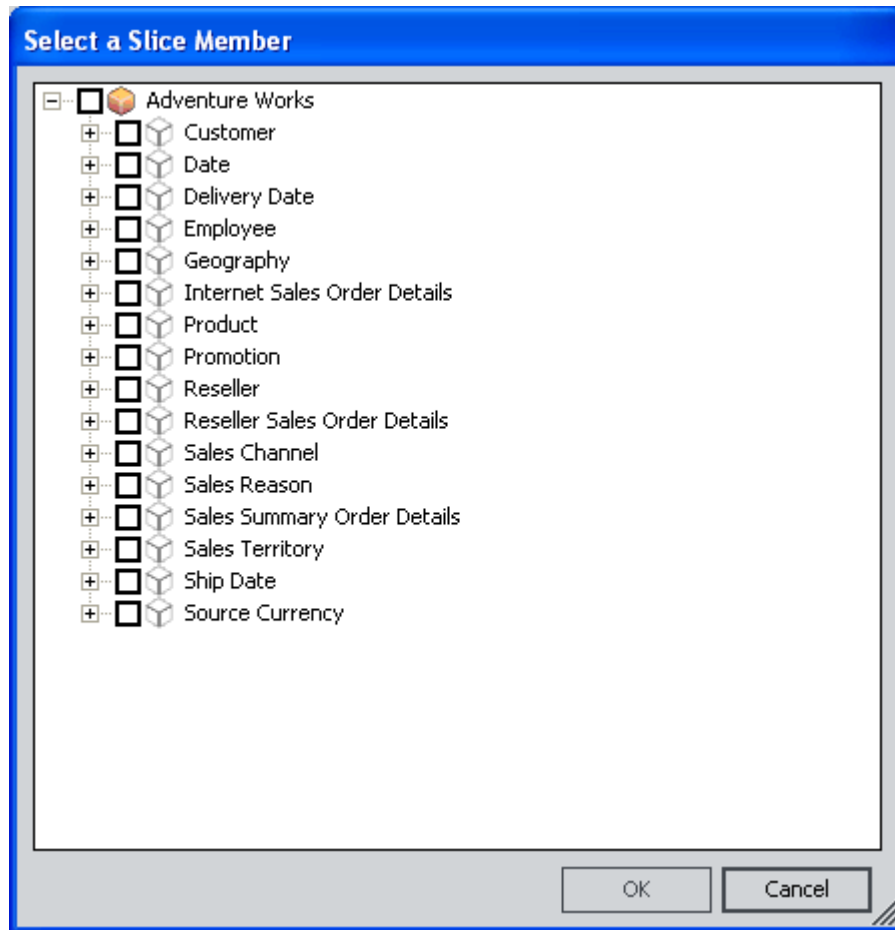 Select a Slice Member
Adventure Works
Customer
Date
Delivery Date
Employee
Geography
Internet Sales Order Details
Product
Promotion
Reseller
Reseller Sales Order Details
Sales Channel
Sales Reason
Sales Summary Order Details
Sales Territory
Ship Date
Source Currency
OK Cancel